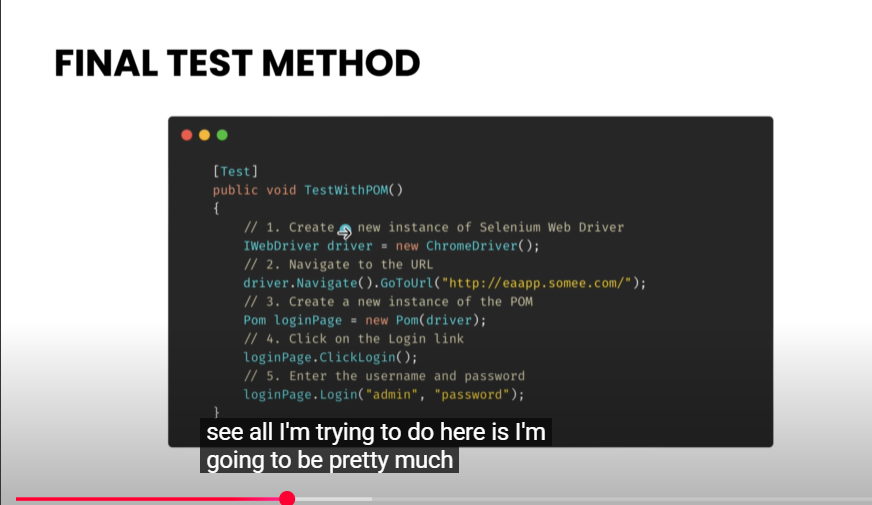 FINAL TEST METHOD
[Test]
public void TestWithPOM()
{
// 1. Create new instance of Selenium Web Driver
IWebDriver driver = new ChromeDriver();
// 2. Navigate to the URL
driver.Navigate().GoToUrl("http://eaapp.somee.com/");
// 3. Create a new instance of the POM
Pom loginPage = new Pom(driver);
// 4. Click on the Login link
loginPage.ClickLogin();
// 5. Enter the username and password
loginPage.Login("admin", "password");
}
see all I'm trying to do here is I'm
going to be pretty much